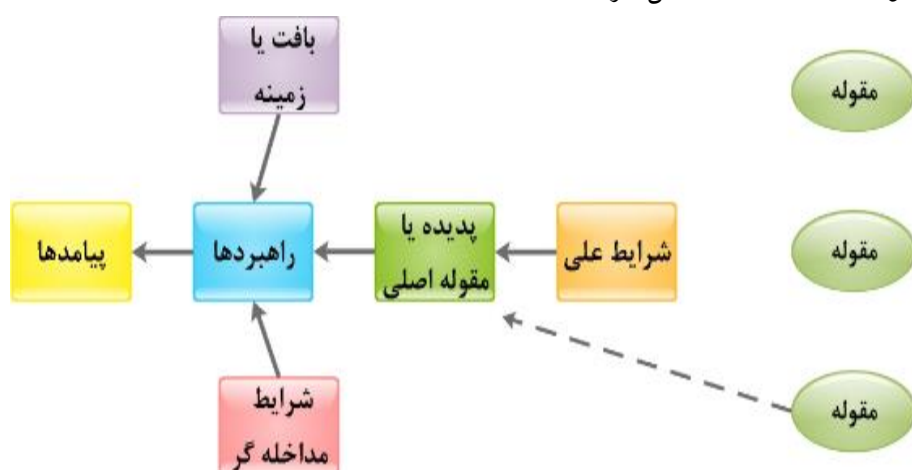 بافت یا
زمینه
مقوله
شرایط علی
پدیده یا
مقوله اصلی
راهبردها
پیامدها
مقوله
شرایط
مداخله گر
مقوله